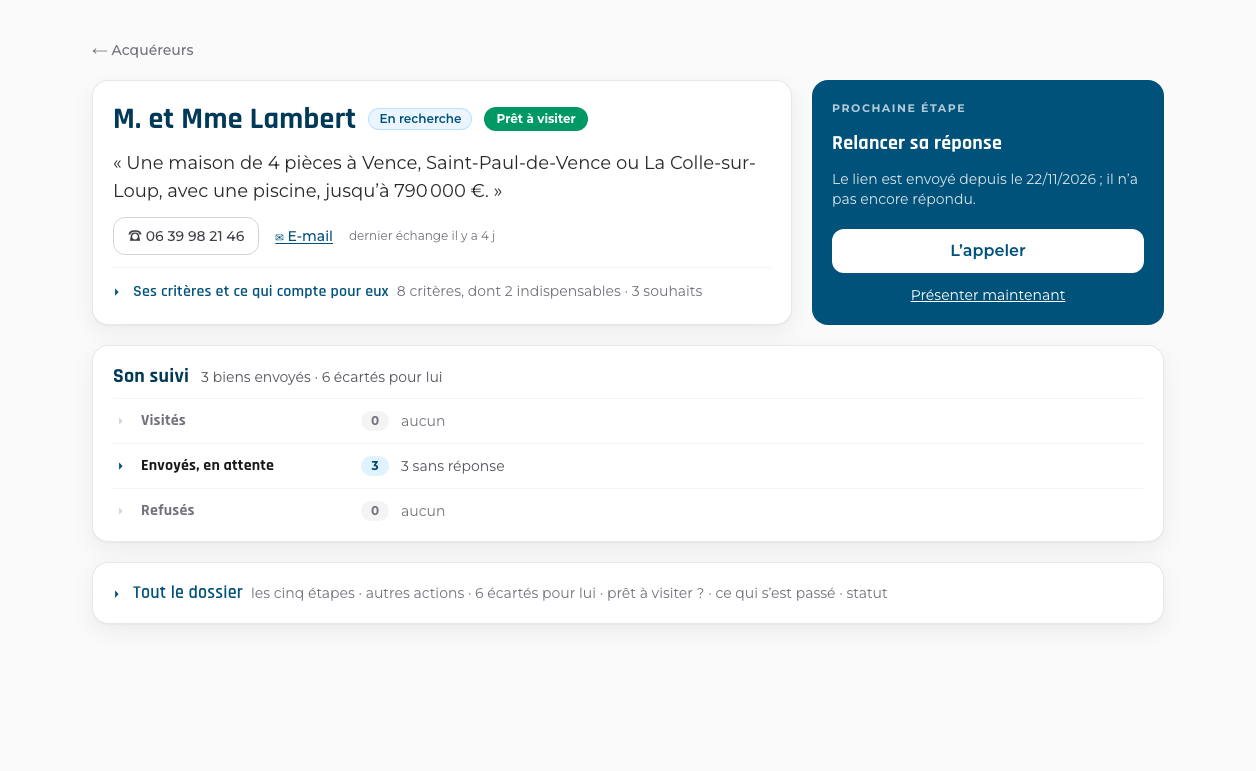 ← Acquéreurs
M. et Mme Lambert En recherche Prêt à visiter
« Une maison de 4 pièces à Vence, Saint-Paul-de-Vence ou La Colle-sur-
Loup, avec une piscine, jusqu’à 790 000 €. »
☎ 06 39 98 21 46 ✉ E-mail dernier échange il y a 4 j
Ses critères et ce qui compte pour eux 8 critères, dont 2 indispensables · 3 souhaits
PROCHAINE ÉTAPE
Relancer sa réponse
Le lien est envoyé depuis le 22/11/2026 ; il n’a
pas encore répondu.
L’appeler
Présenter maintenant
Son suivi 3 biens envoyés · 6 écartés pour lui
Visités 0 aucun
Envoyés, en attente 3 3 sans réponse
Refusés 0 aucun
Tout le dossier les cinq étapes · autres actions · 6 écartés pour lui · prêt à visiter ? · ce qui s’est passé · statut